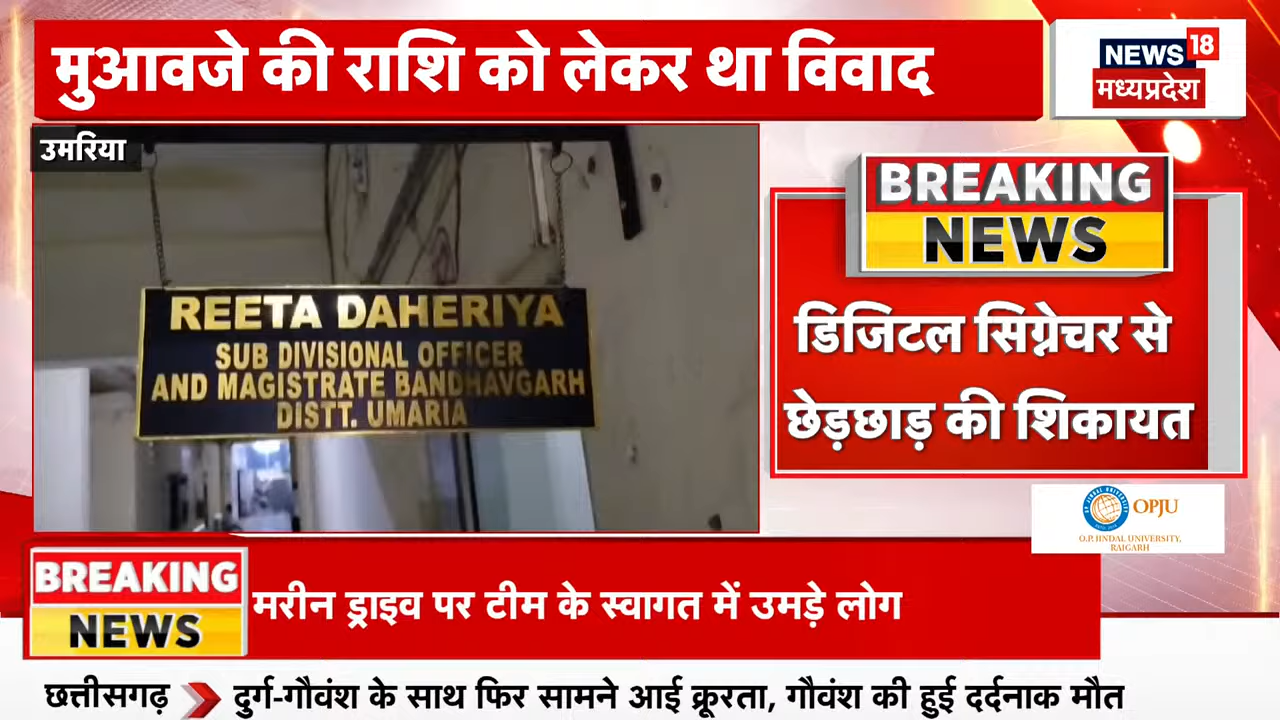 मुआवजे की राशि को लेकर था विवाद
NEWS 18
मध्यप्रदेश
उमरिया
REETA DAHERIYA
SUB DIVISIONAL OFFICER
AND MAGISTRATE BANDHAVGARH
DISTT. UMARIA
BREAKING
NEWS
डिजिटल सिग्नेचर से
छेड़छाड़ की शिकायत
OPJU
O.P. JINDAL UNIVERSITY,
RAIGARH
BREAKING
NEWS
मरीन ड्राइव पर टीम के स्वागत में उमड़े लोग
छत्तीसगढ़
दुर्ग-गौवंश के साथ फिर सामने आई क्रूरता, गौवंश की हुई दर्दनाक मौत